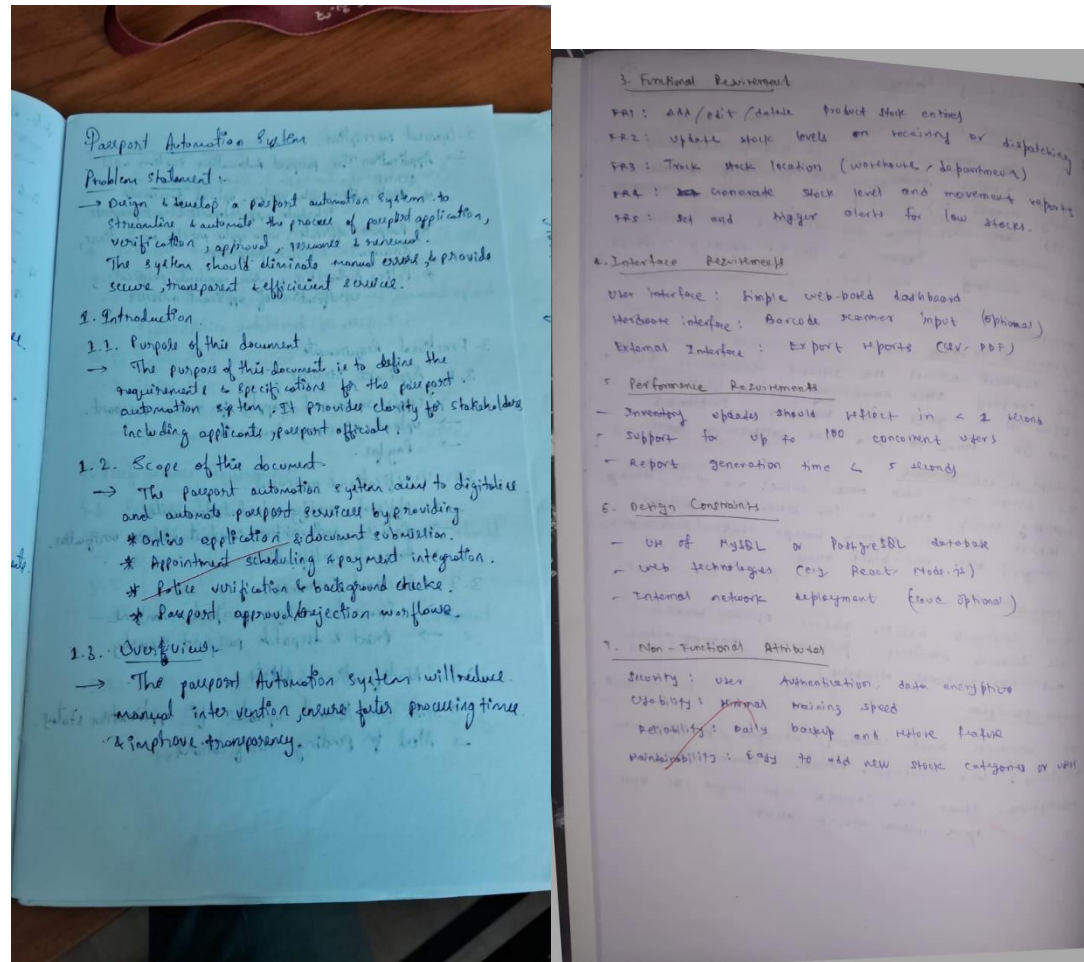 Passport Automation System
Problem Statement :-
→ Design & develop a passport automation system to
streamline & automate the process of passport application,
verification, approval, issuance & renewal.
The system should eliminate manual errors, & provide
secure, transparent & efficicient service.
1. Introduction.
1.1. Purpose of this document
→ The purpose of this document is to define the
requirements & specifications for the passport
automation system. It provides clarity for stakeholders
including applicants, passport officials.
1.2. Scope of this document.
→ The passport automation system aims to digitalise
and automate passport services by providing
* Online application & document submission.
* Appointment scheduling & payment integration.
* Police verification & background checks.
* Passport approval/rejection workflows.
1.3. Overview:-
→ The passport Automation system will reduce
manual intervention, ensure faster processing times
& improve transparency.
3. Functional Requirement
FR1 : Add/edit/delete product stock entries
FR2 : update stock levels on receiving or dispatching
FR3 : Track stock location (warehouse, department)
FR4 : Generate stock level and movement reports
FR5 : set and trigger alerts for low stocks.
4. Interface Requirements
User interface : Simple web-based dashboard
Hardware interface : Barcode scanner input (optional)
External Interface : Export reports (CSV, PDF)
5. Performance Requirements
- Inventory updates should reflect in < 2 second
- Support for up to 100 concurrent users
- Report generation time < 5 seconds
6. Design Constraints
- Use of MySQL or PostgreSQL database
- Web technologies (e.g. React, Node.js)
- Internal network deployment (cloud optional)
7. Non-Functional Attributes
Security : User Authentication, data encryption
Usability : Minimal training speed
Reliability : Daily backup and restore feature
Maintainability : Easy to add new stock categories or users